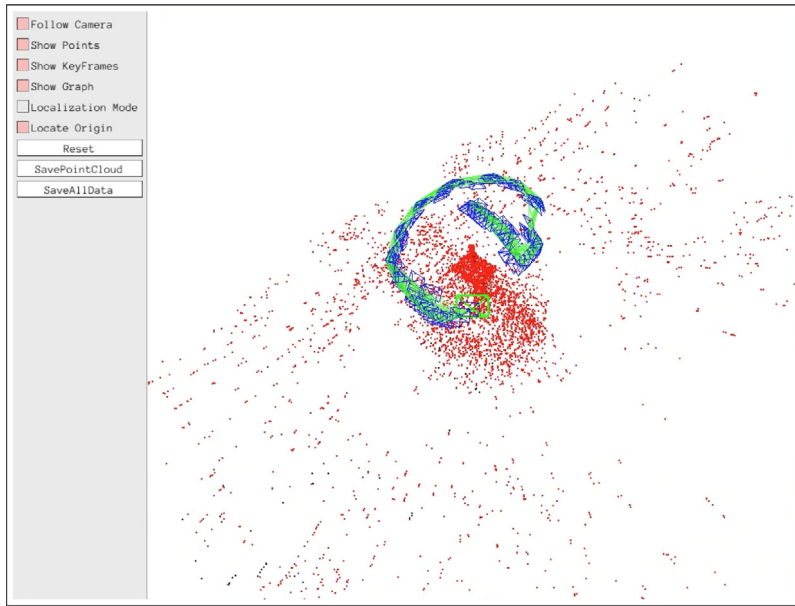 Follow Camera
Show Points
Show KeyFrames
Show Graph
Localization Mode
Locate Origin
Reset
SavePointCloud
SaveAllData